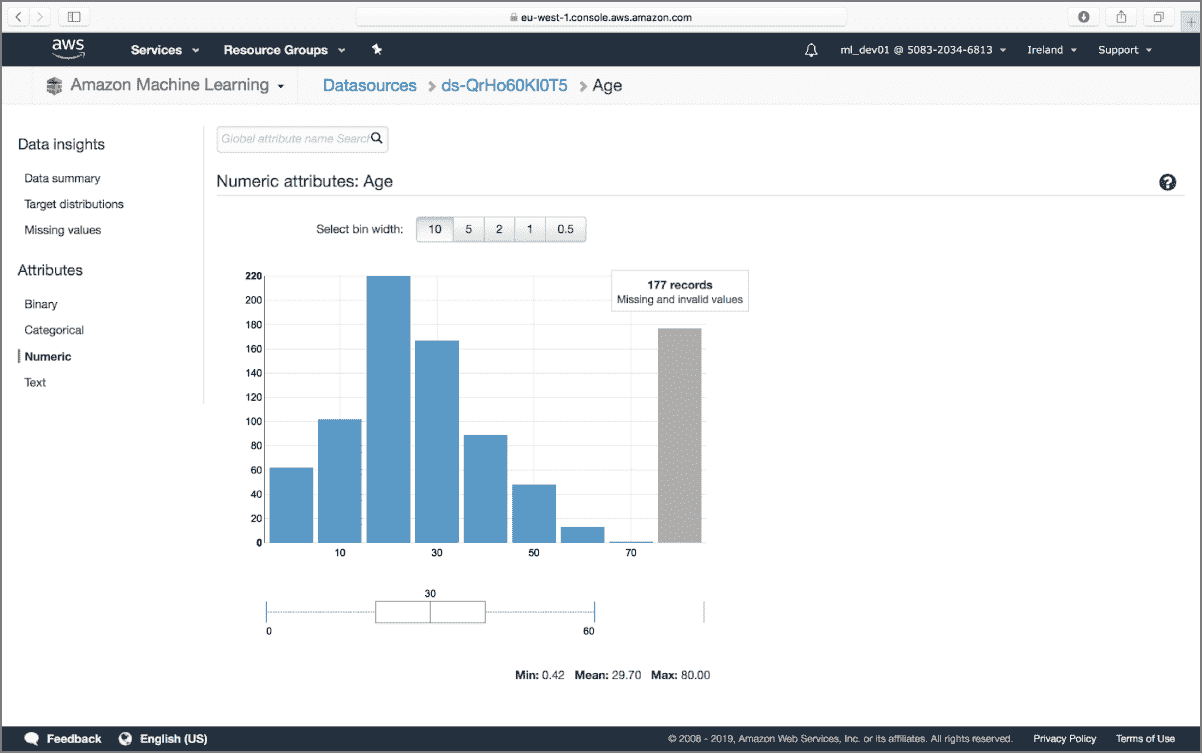 eu-west-1.console.aws.amazon.com
aws Services Resource Groups ml_dev01 @ 5083-2034-6813 Ireland Support
Amazon Machine Learning Datasources > ds-QrHo60KI0T5 > Age
Data insights
Data summary
Target distributions
Missing values
Attributes
Binary
Categorical
Numeric
Text
Global attribute name Search
Numeric attributes: Age
Select bin width: 10 5 2 1 0.5
177 records
Missing and invalid values
220
200
180
160
140
120
100
80
60
40
20
0
10 30 50 70
30
0 60
Min: 0.42 Mean: 29.70 Max: 80.00
Feedback English (US) © 2008 - 2019, Amazon Web Services, Inc. or its affiliates. All rights reserved. Privacy Policy Terms of Use